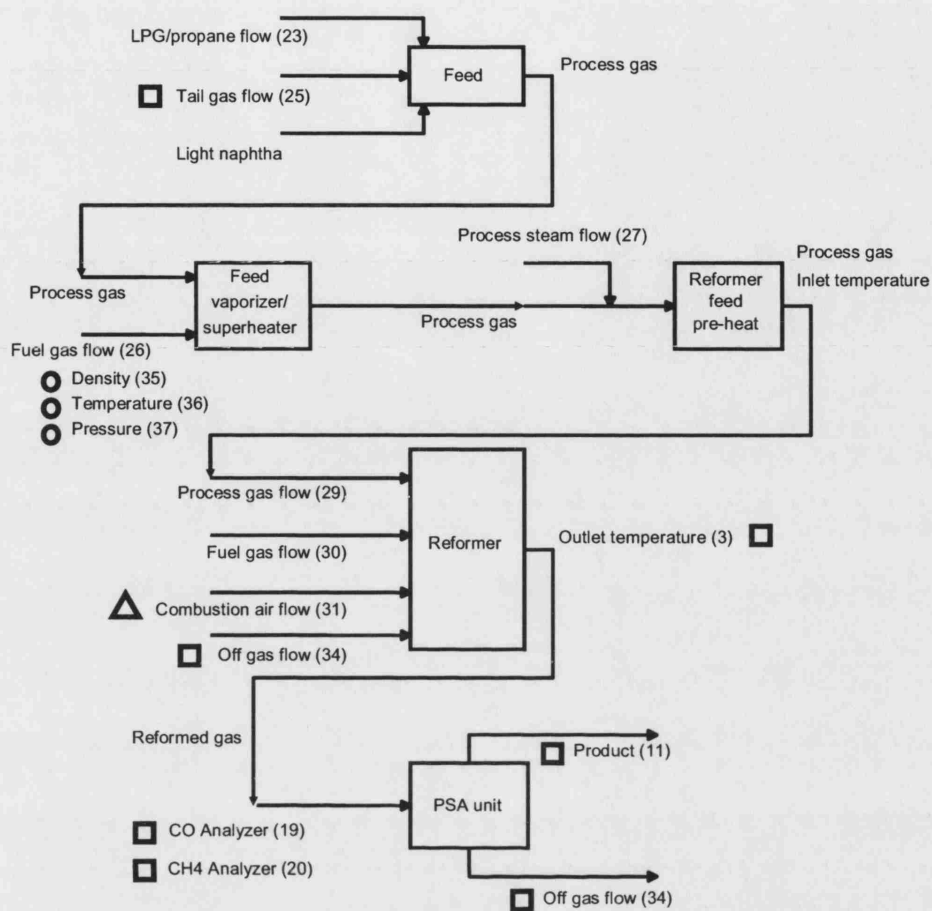 LPG/propane flow (23)
Feed
Process gas
Tail gas flow (25)
Light naphtha
Process steam flow (27)
Process gas
Inlet temperature
Process gas
Feed
vaporizer/
superheater
Process gas
Reformer
feed
pre-heat
Fuel gas flow (26)
Density (35)
Temperature (36)
Pressure (37)
Process gas flow (29)
Fuel gas flow (30)
Reformer
Outlet temperature (3)
Combustion air flow (31)
Off gas flow (34)
Reformed gas
Product (11)
PSA unit
CO Analyzer (19)
CH4 Analyzer (20)
Off gas flow (34)